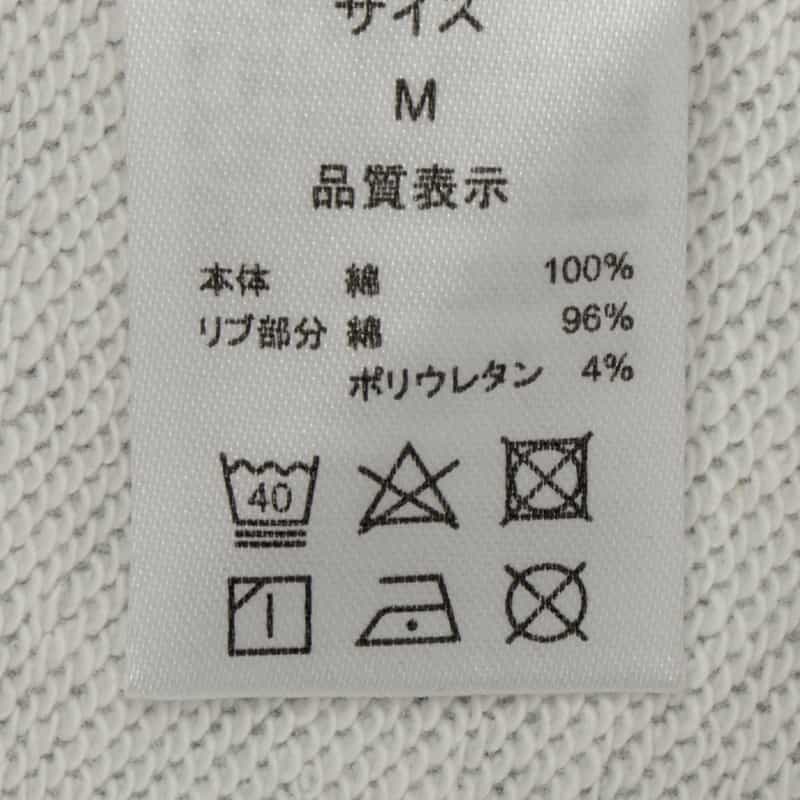 サイズ
M
品質表示
本体 綿 100%
リブ部分 綿 96%
ポリウレタン 4%
40